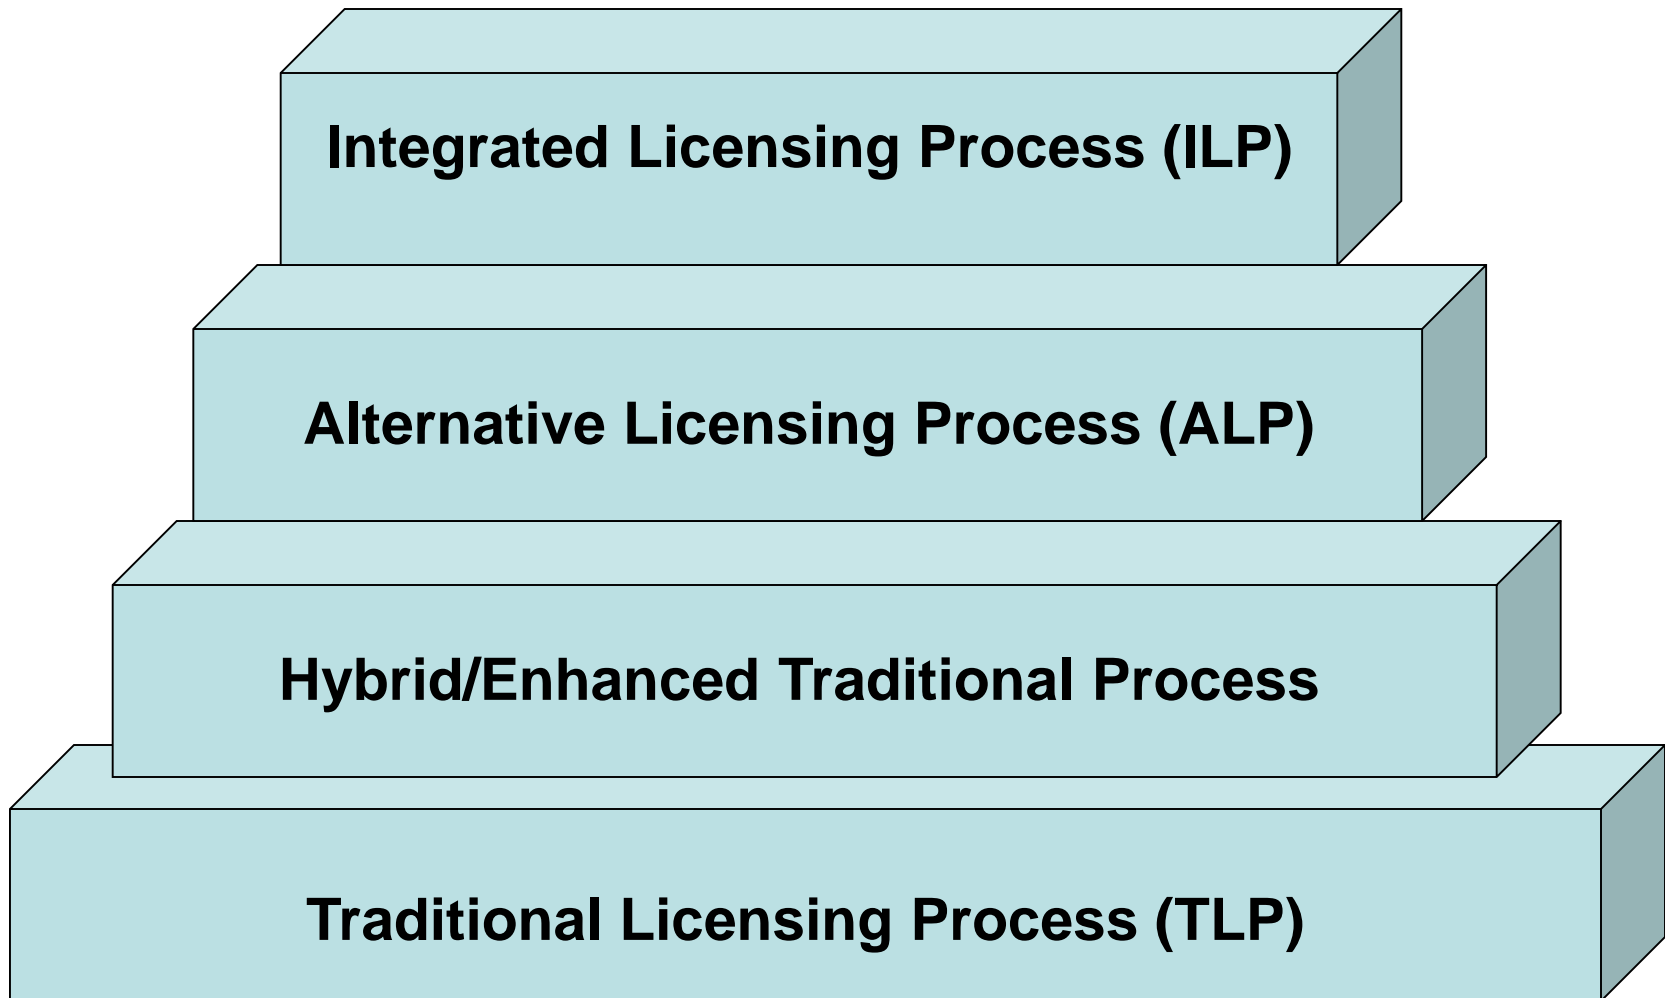 Integrated Licensing Process (ILP)
Alternative Licensing Process (ALP)
Hybrid/Enhanced Traditional Process
Traditional Licensing Process (TLP)